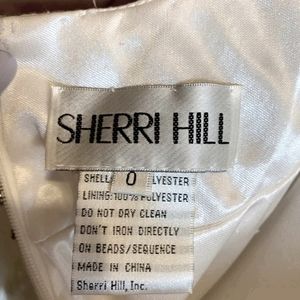 SHERRI HILL
SHELL 0 LYESTER
LINING:100% POLYESTER
DO NOT DRY CLEAN
DON'T IRON DIRECTLY
ON BEADS/SEQUENCE
MADE IN CHINA
Sherri Hill, Inc.